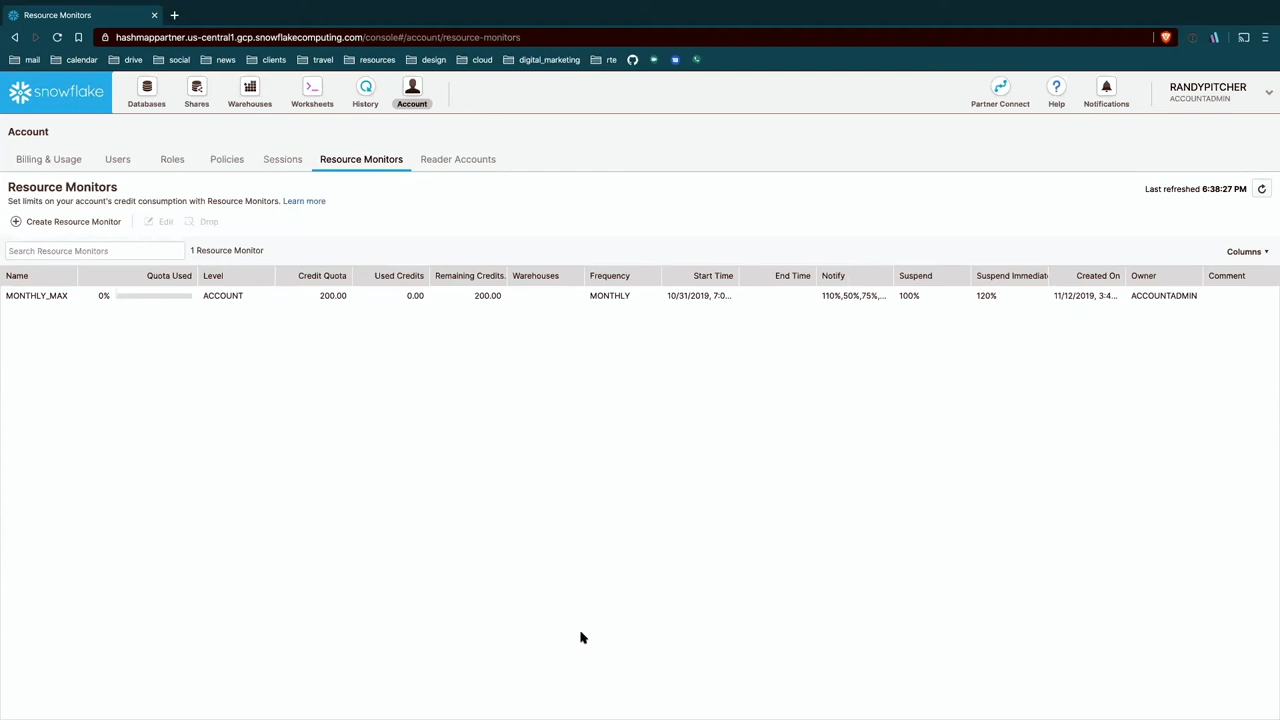 Resource Monitors
hashmappartner.us-central1.gcp.snowflakecomputing.com/console#/account/resource-monitors
mail calendar drive social news clients travel resources design cloud digital_marketing rte
snowflake Databases Shares Warehouses Worksheets History Account Partner Connect Help Notifications RANDYPITCHER
ACCOUNTADMIN
Account
Billing & Usage Users Roles Policies Sessions Resource Monitors Reader Accounts
Resource Monitors
Last refreshed 6:38:27 PM
Set limits on your account's credit consumption with Resource Monitors. Learn more
Create Resource Monitor Edit Drop
Search Resource Monitors 1 Resource Monitor Columns
Name Quota Used Level Credit Quota Used Credits Remaining Credits. Warehouses Frequency Start Time End Time Notify Suspend Suspend Immediat Created On Owner Comment
MONTHLY_MAX 0% ACCOUNT 200.00 0.00 200.00 MONTHLY 10/31/2019, 7:0... 110%,50%,75%,... 100% 120% 11/12/2019, 3:4... ACCOUNTADMIN